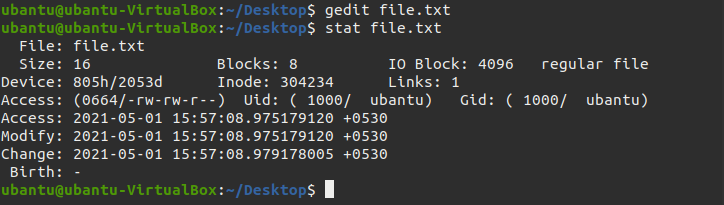 ubantu@ubantu-VirtualBox:~/Desktop$ gedit file.txt
ubantu@ubantu-VirtualBox:~/Desktop$ stat file.txt
  File: file.txt
  Size: 16              Blocks: 8          IO Block: 4096   regular file
Device: 805h/2053d      Inode: 304234      Links: 1
Access: (0664/-rw-rw-r--)  Uid: ( 1000/  ubantu)   Gid: ( 1000/  ubantu)
Access: 2021-05-01 15:57:08.975179120 +0530
Modify: 2021-05-01 15:57:08.975179120 +0530
Change: 2021-05-01 15:57:08.979178005 +0530
 Birth: -
ubantu@ubantu-VirtualBox:~/Desktop$